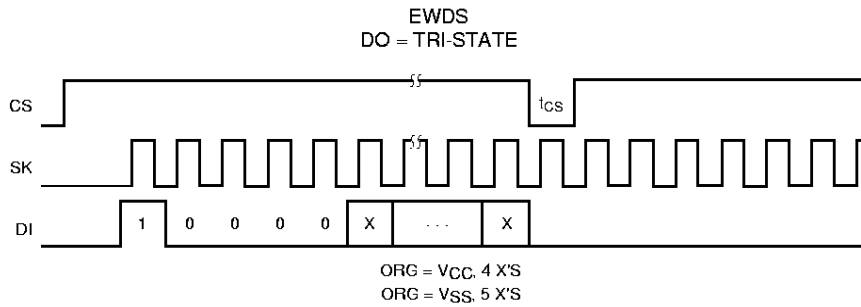 EWDS
DO = TRI-STATE
CS
tCS
SK
DI
1 0 0 0 0 X . . . X
ORG = VCC, 4 X'S
ORG = VSS, 5 X'S